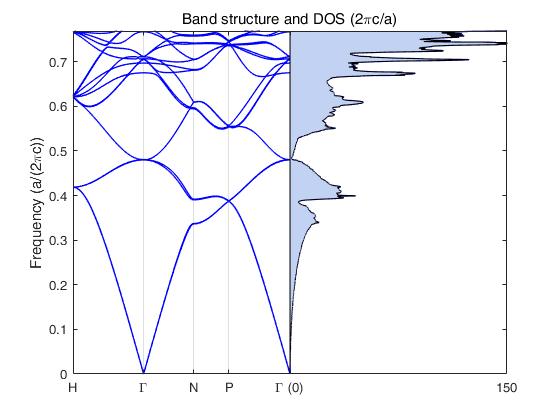 Band structure and DOS (2πc/a)
Frequency (a/(2πc))
0.7
0.6
0.5
0.4
0.3
0.2
0.1
0
H Γ N P Γ (0) 150